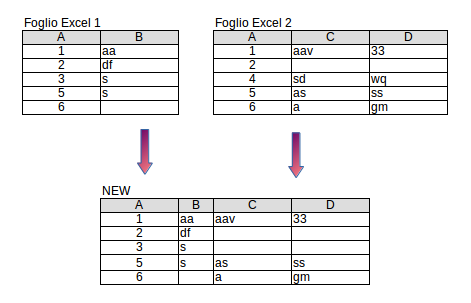 Foglio Excel 1
A B
1 aa
2 df
3 s
5 s
6
Foglio Excel 2
A C D
1 aav 33
2
4 sd wq
5 as ss
6 a gm
NEW
A B C D
1 aa aav 33
2 df
3 s
5 s as ss
6 a gm